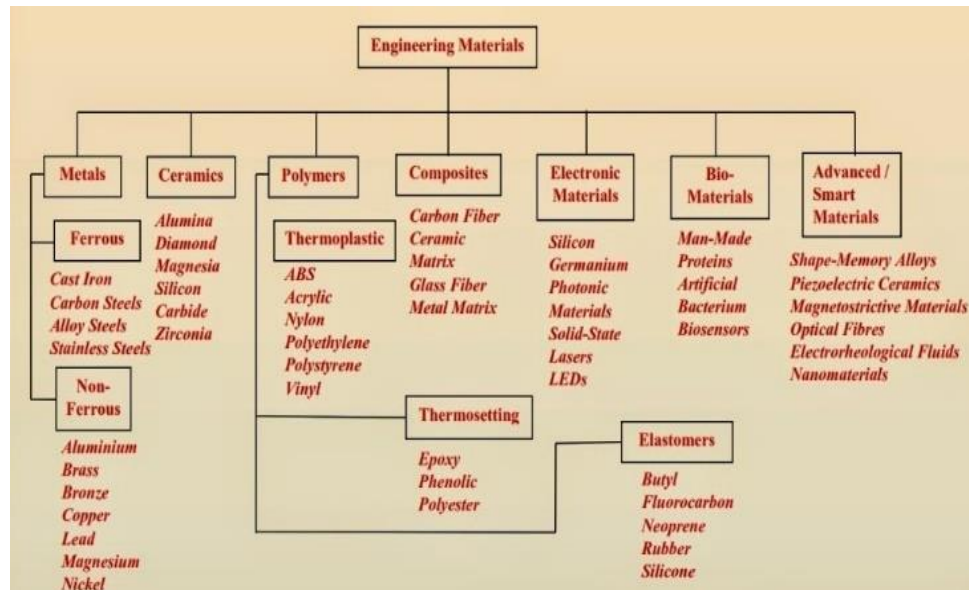 Engineering Materials
Metals
Ferrous
Cast Iron
Carbon Steels
Alloy Steels
Stainless Steels
Non-
Ferrous
Aluminium
Brass
Bronze
Copper
Lead
Magnesium
Nickel
Ceramics
Alumina
Diamond
Magnesia
Silicon
Carbide
Zirconia
Polymers
Thermoplastic
ABS
Acrylic
Nylon
Polyethylene
Polystyrene
Vinyl
Thermosetting
Epoxy
Phenolic
Polyester
Elastomers
Butyl
Fluorocarbon
Neoprene
Rubber
Silicone
Composites
Carbon Fiber
Ceramic
Matrix
Glass Fiber
Metal Matrix
Electronic
Materials
Silicon
Germanium
Photonic
Materials
Solid-State
Lasers
LEDs
Bio-
Materials
Man-Made
Proteins
Artificial
Bacterium
Biosensors
Advanced /
Smart
Materials
Shape-Memory Alloys
Piezoelectric Ceramics
Magnetostrictive Materials
Optical Fibres
Electrorheological Fluids
Nanomaterials